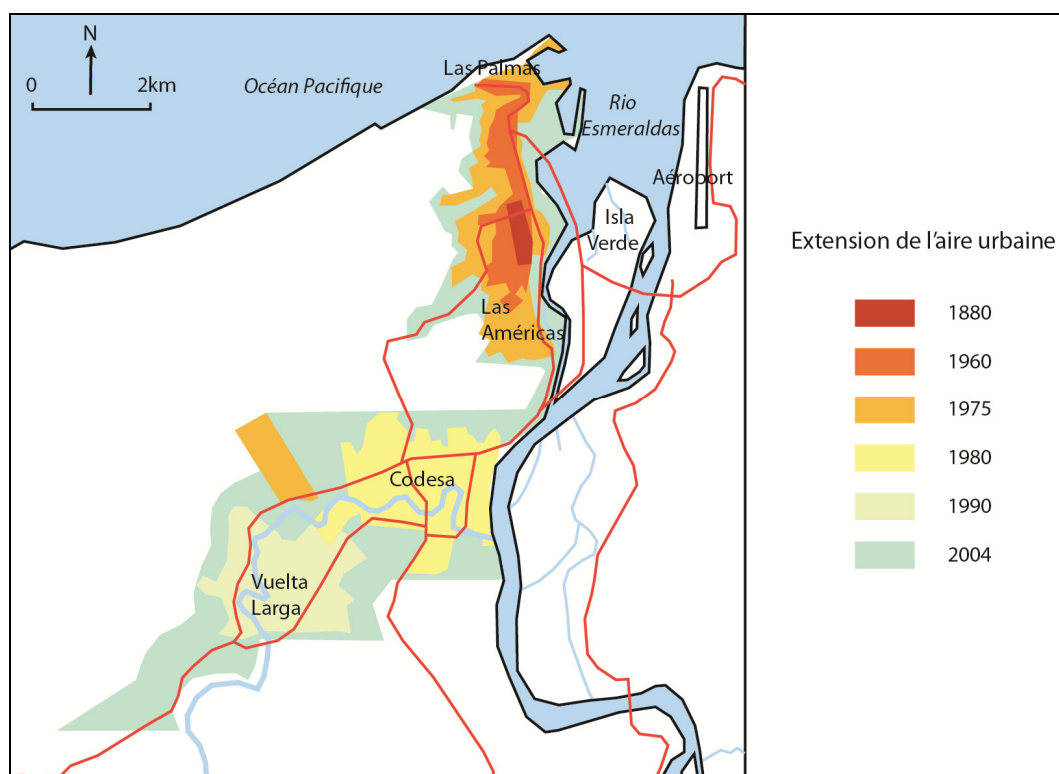 N
0 2km
Océan Pacifique
Las Palmas
Rio
Esmeraldas
Aéroport
Isla
Verde
Las
Américas
Codesa
Vuelta
Larga
Extension de l'aire urbaine
1880
1960
1975
1980
1990
2004